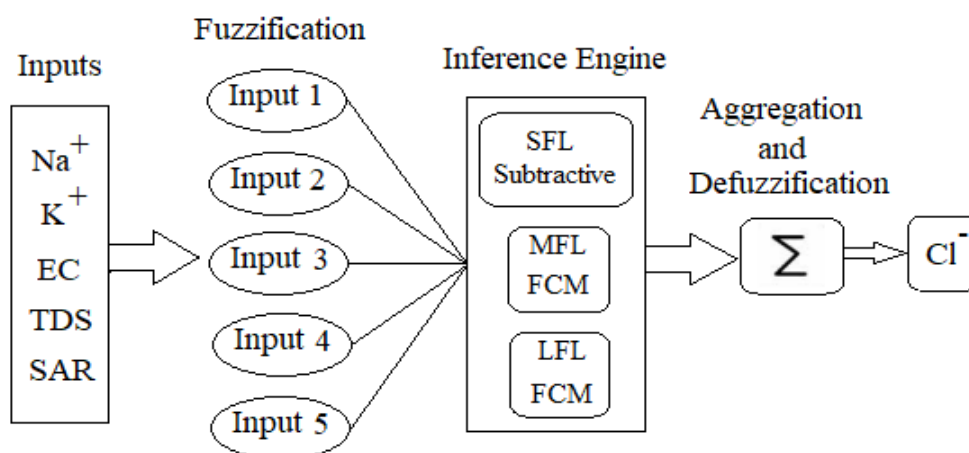 Inputs
Na+
K+
EC
TDS
SAR
Fuzzification
Input 1
Input 2
Input 3
Input 4
Input 5
Inference Engine
SFL
Subtractive
MFL
FCM
LFL
FCM
Aggregation
and
Defuzzification
Σ
Cl-